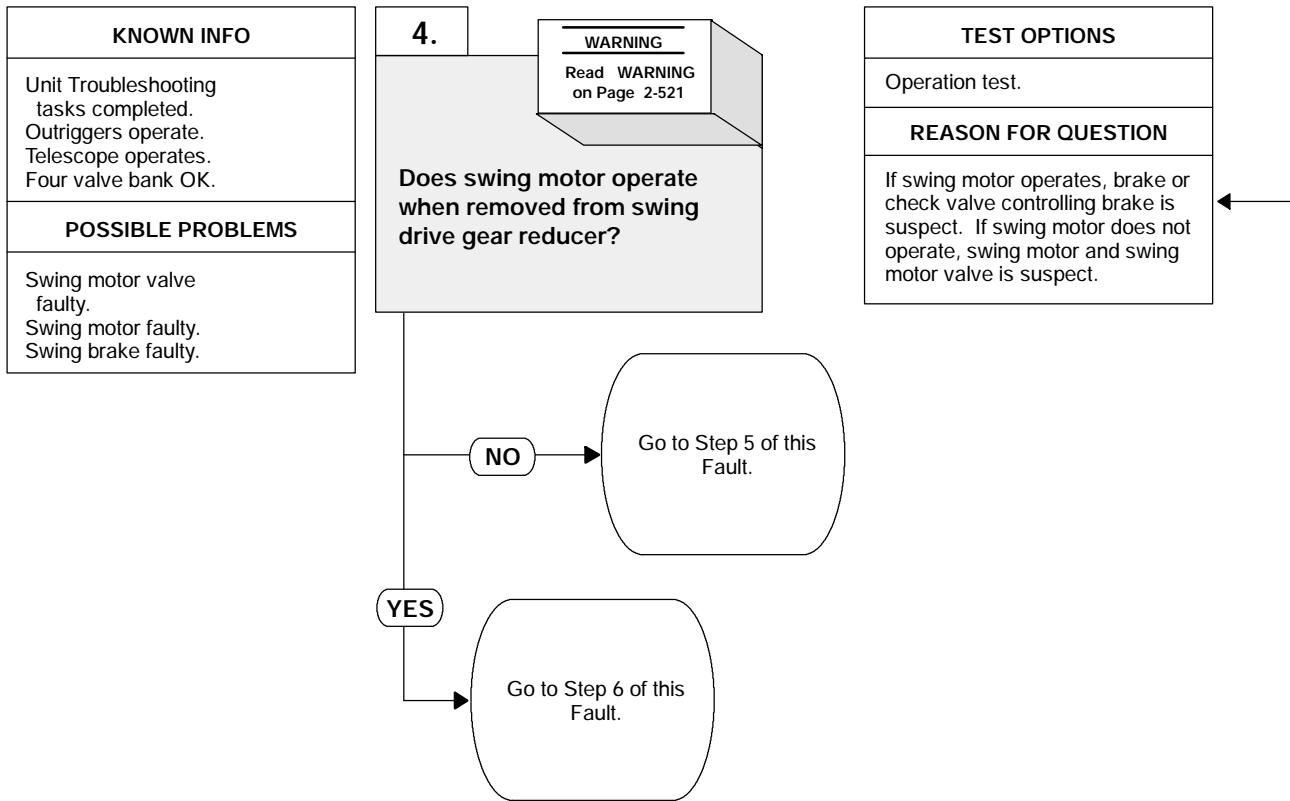 KNOWN INFO
Unit Troubleshooting
tasks completed.
Outriggers operate.
Telescope operates.
Four valve bank OK.
POSSIBLE PROBLEMS
Swing motor valve
faulty.
Swing motor faulty.
Swing brake faulty.
4.
WARNING
Read WARNING
on Page 2-521
Does swing motor operate
when removed from swing
drive gear reducer?
TEST OPTIONS
Operation test.
REASON FOR QUESTION
If swing motor operates, brake or
check valve controlling brake is
suspect. If swing motor does not
operate, swing motor and swing
motor valve is suspect.
NO
Go to Step 5 of this
Fault.
YES
Go to Step 6 of this
Fault.